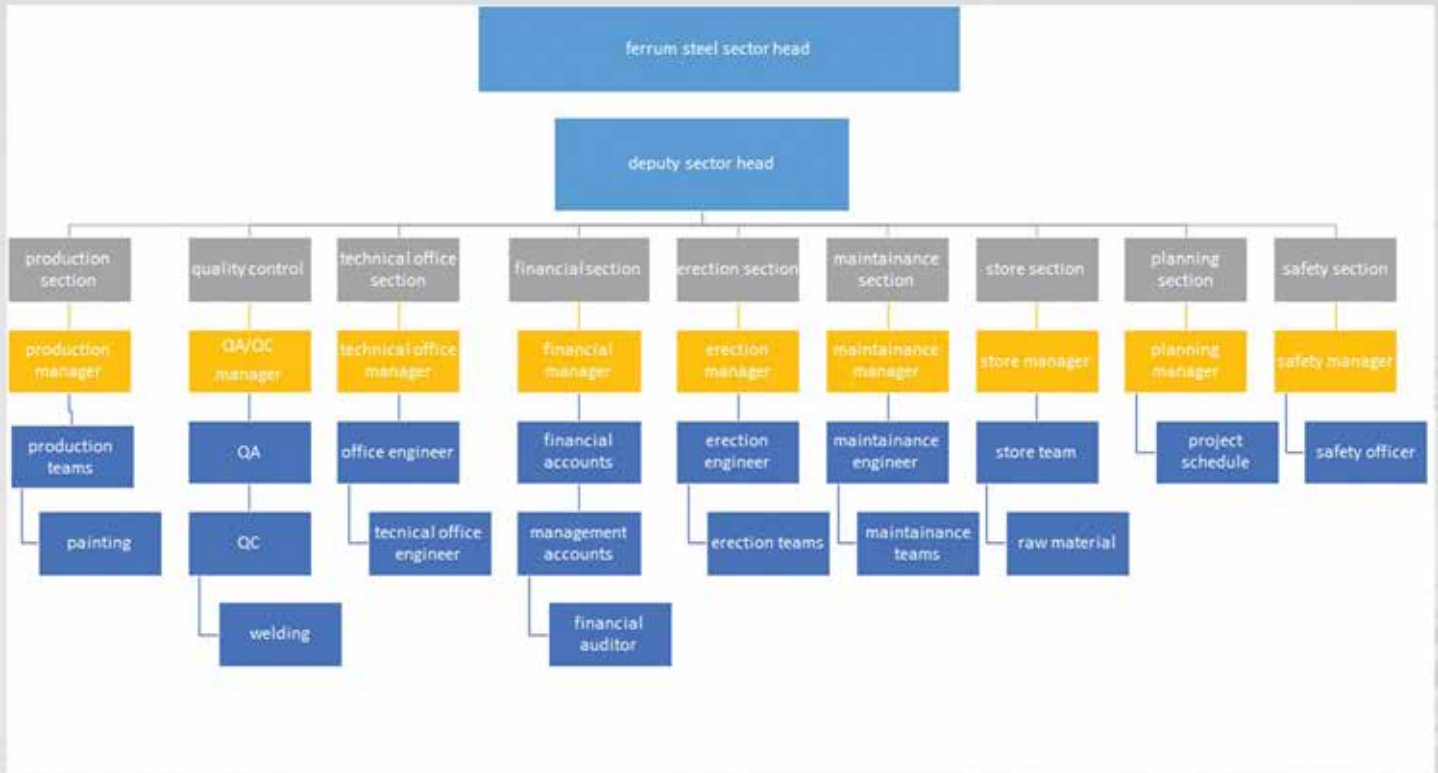 ferrum steel sector head
deputy sector head
production
section
quality control
technical office
section
financial section
erection section
maintainance
section
store section
planning
section
safety section
production
manager
QA/QC
manager
technical office
manager
financial
manager
erection
manager
maintainance
manager
store manager
planning
manager
safety manager
production
teams
QA
office engineer
financial
accounts
erection
engineer
maintainance
engineer
store team
project
schedule
safety officer
painting
QC
tecnical office
engineer
management
accounts
erection teams
maintainance
teams
raw material
welding
financial
auditor